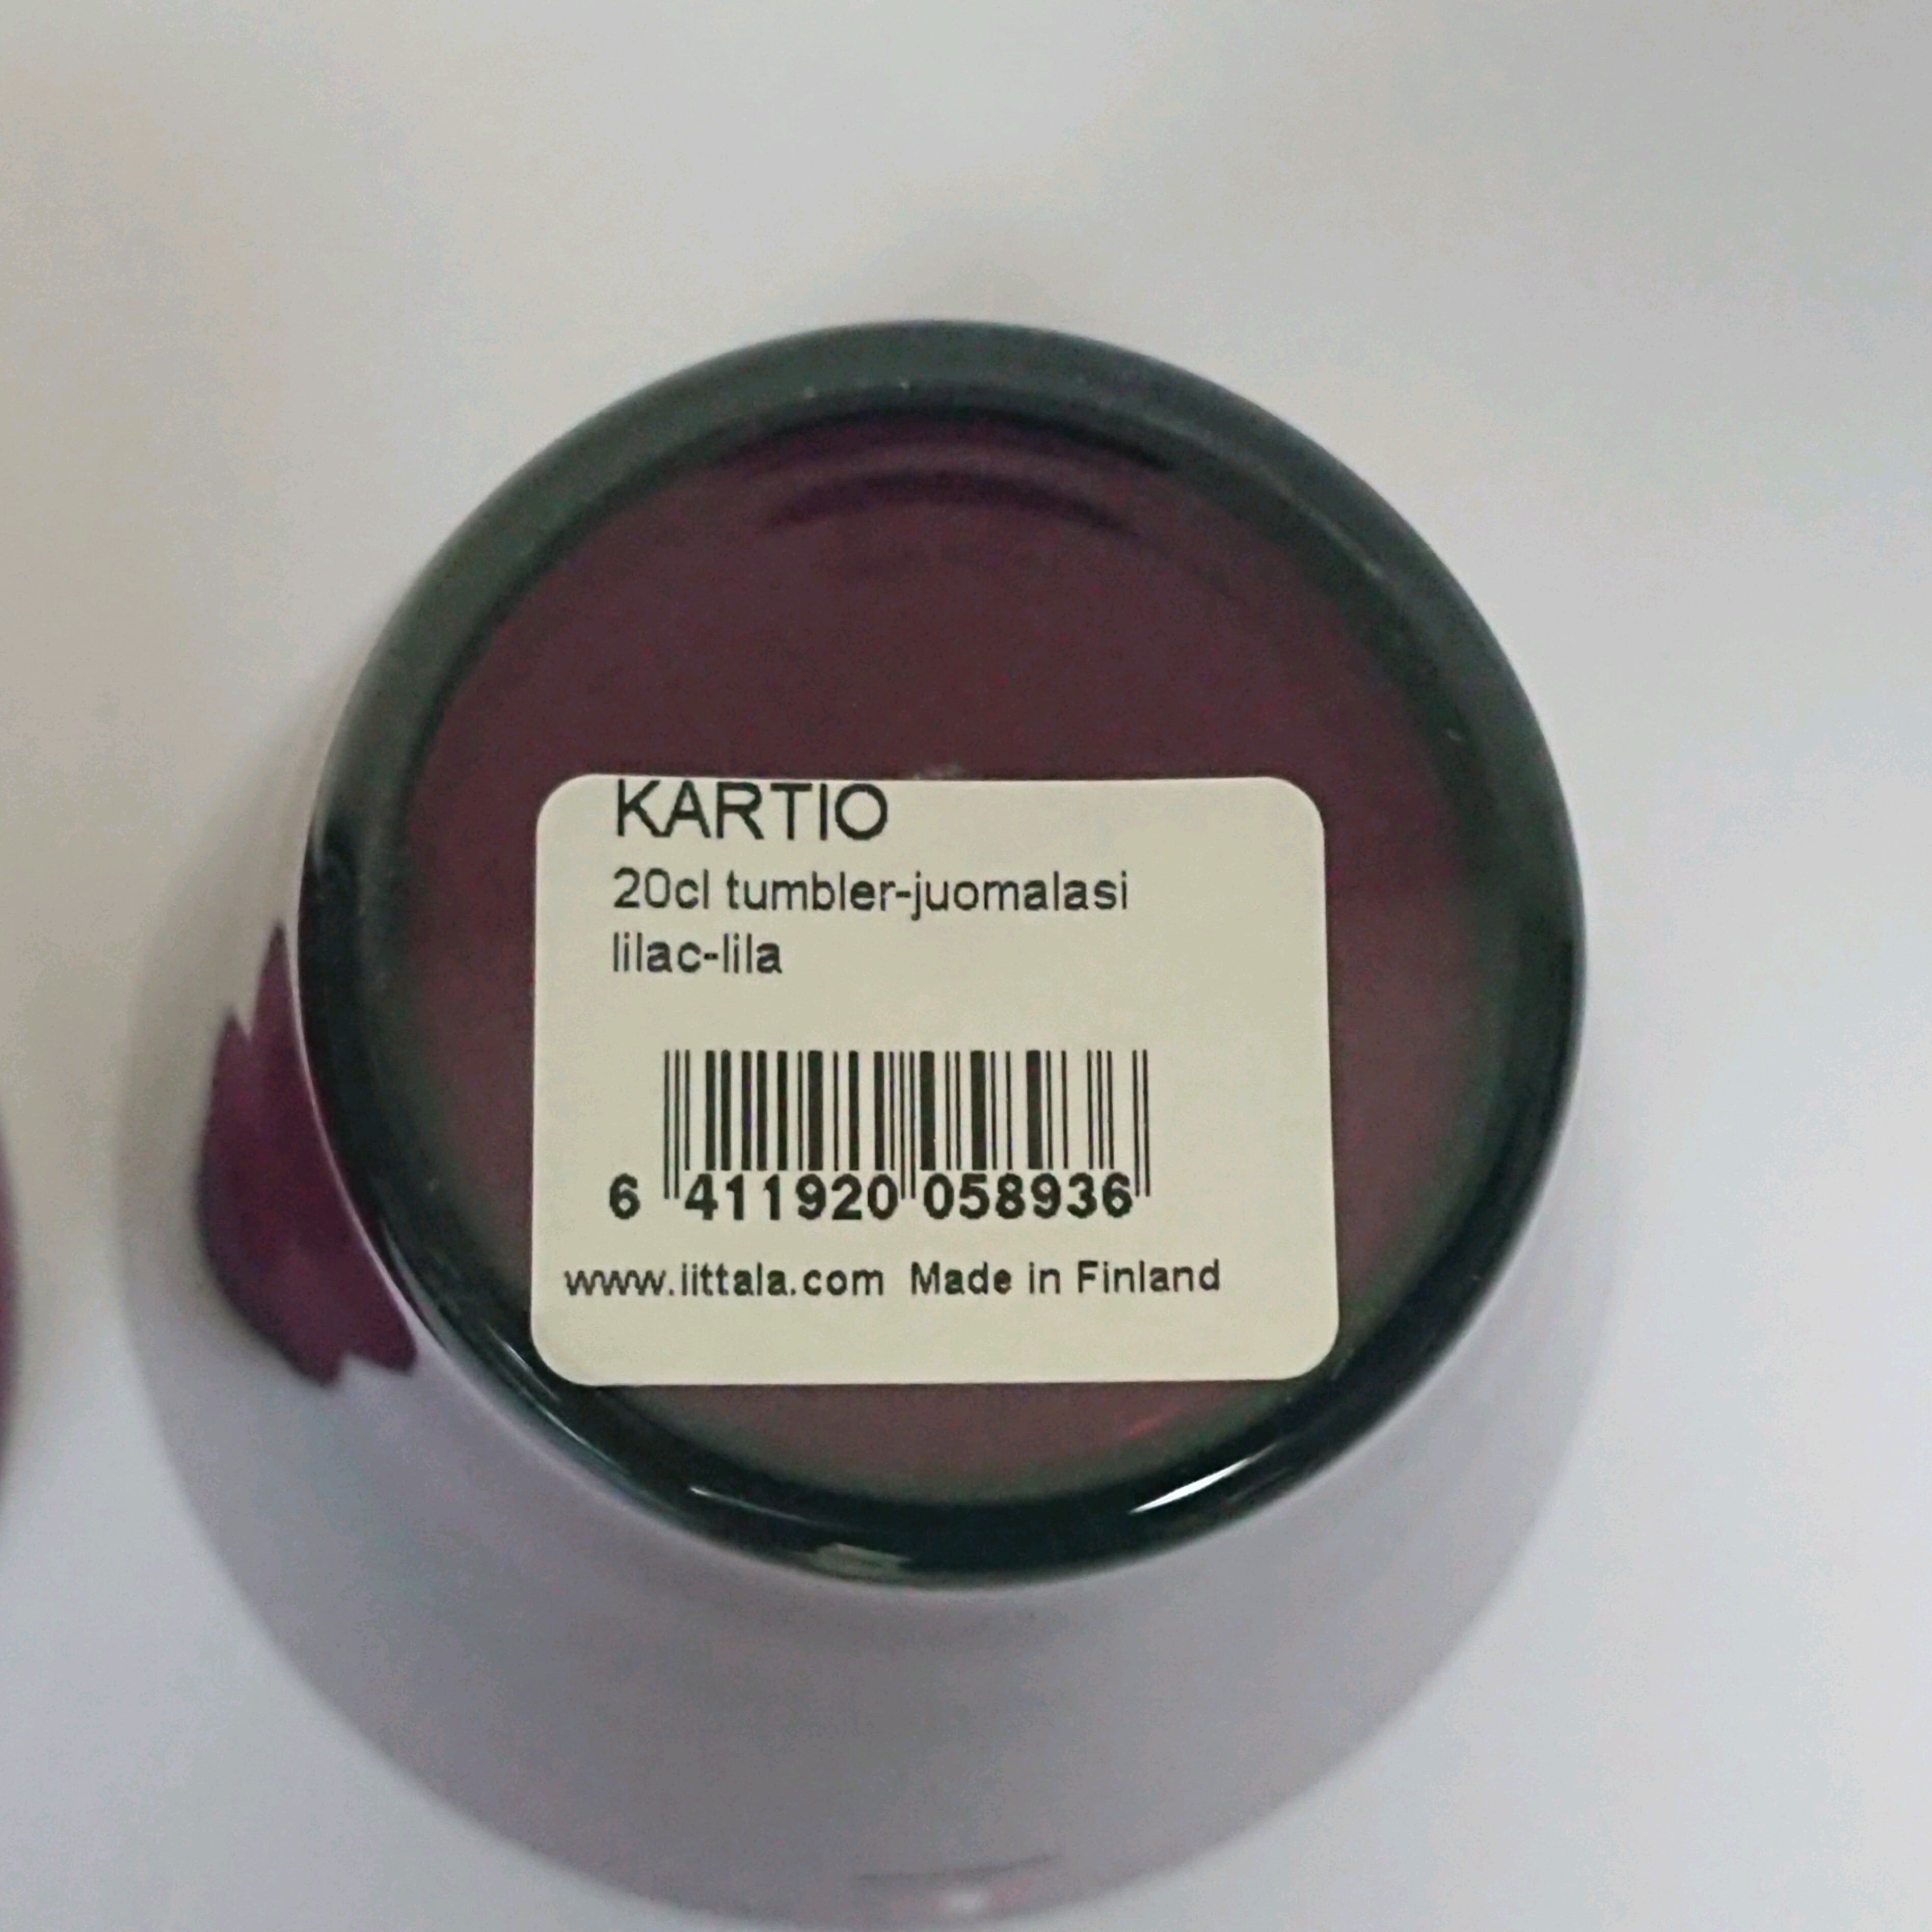 KARTIO
20cl tumbler-juomalasi
lilac-lila
6 411920 058936
www.iittala.com Made in Finland